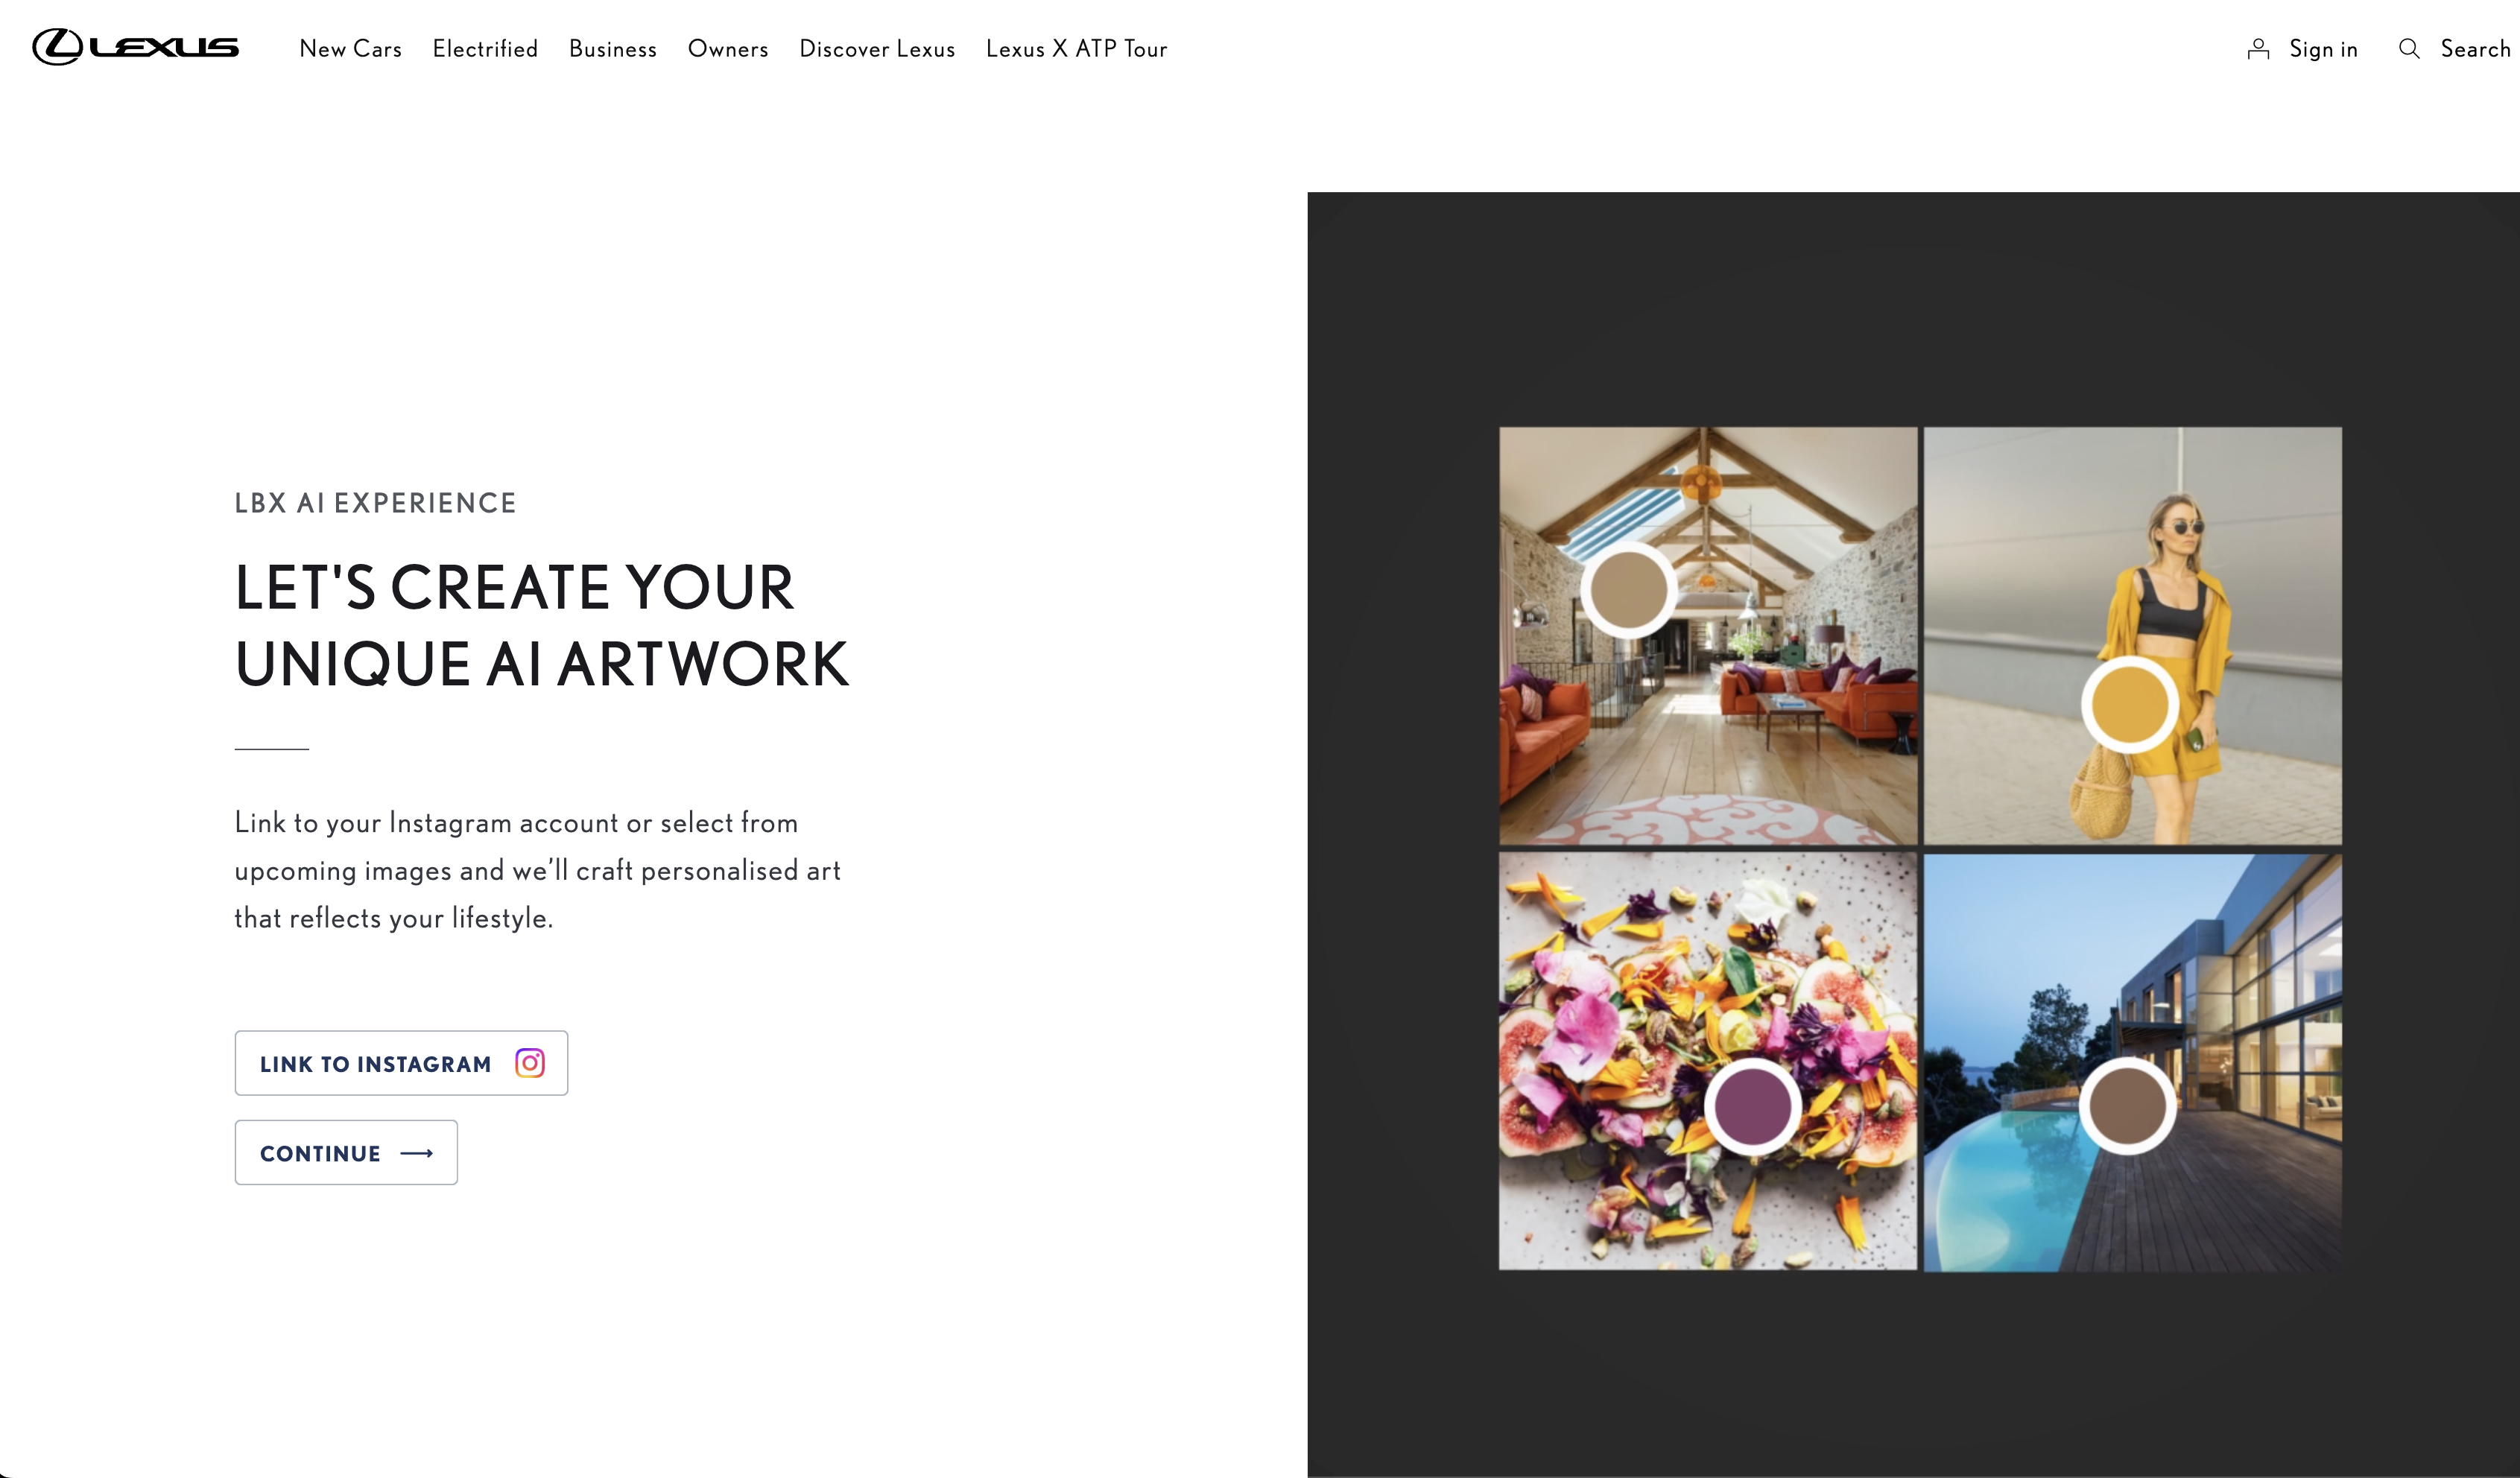 LEXUS
New Cars
Electrified
Business
Owners
Discover Lexus
Lexus X ATP Tour
Sign in
Search
LBX AI EXPERIENCE
LET'S CREATE YOUR
UNIQUE AI ARTWORK
Link to your Instagram account or select from
upcoming images and we’ll craft personalised art
that reflects your lifestyle.
LINK TO INSTAGRAM
CONTINUE